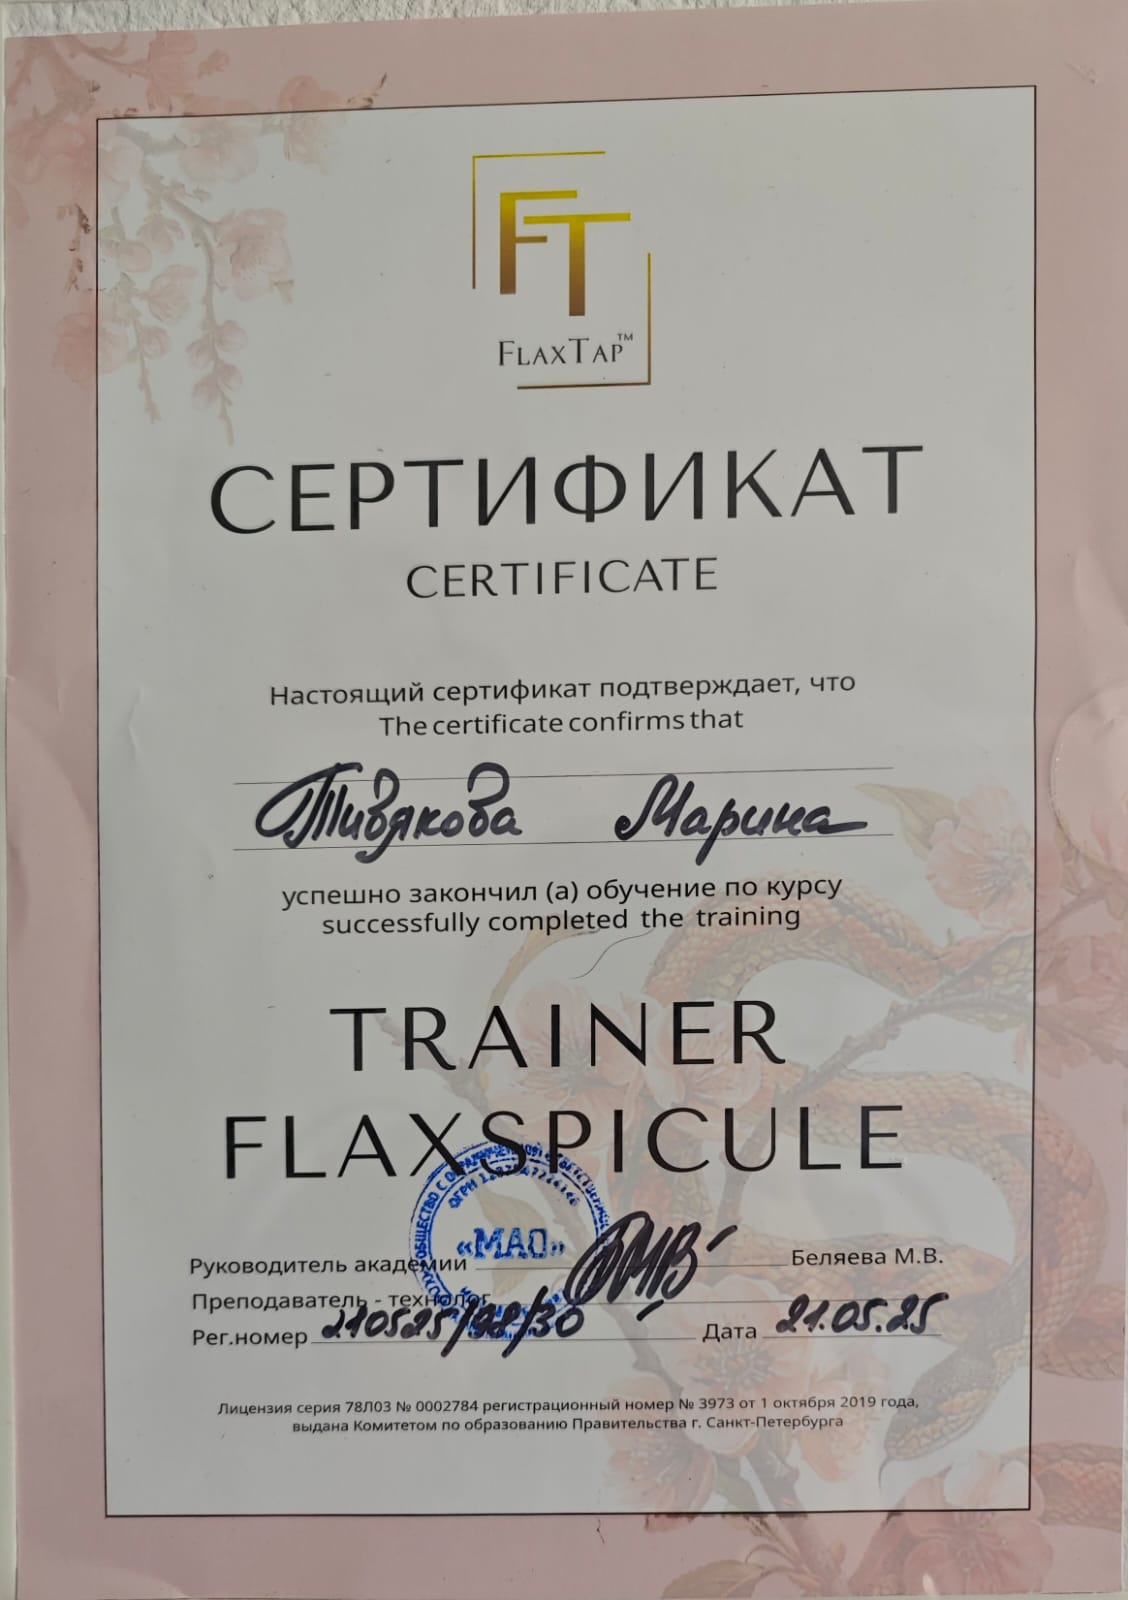 FT
FLAXTAP™
СЕРТИФИКАТ
CERTIFICATE
Настоящий сертификат подтверждает, что
The certificate confirms that
Тивякова Марина
успешно закончил (а) обучение по курсу
successfully completed the training
TRAINER
FLAXSPICULE
«МАО»
Руководитель академии Беляева М.В.
Преподаватель - технолог
Рег.номер 210525/98/30 Дата 21.05.25
Лицензия серия 78Л03 № 0002784 регистрационный номер № 3973 от 1 октября 2019 года,
выдана Комитетом по образованию Правительства г. Санкт-Петербурга